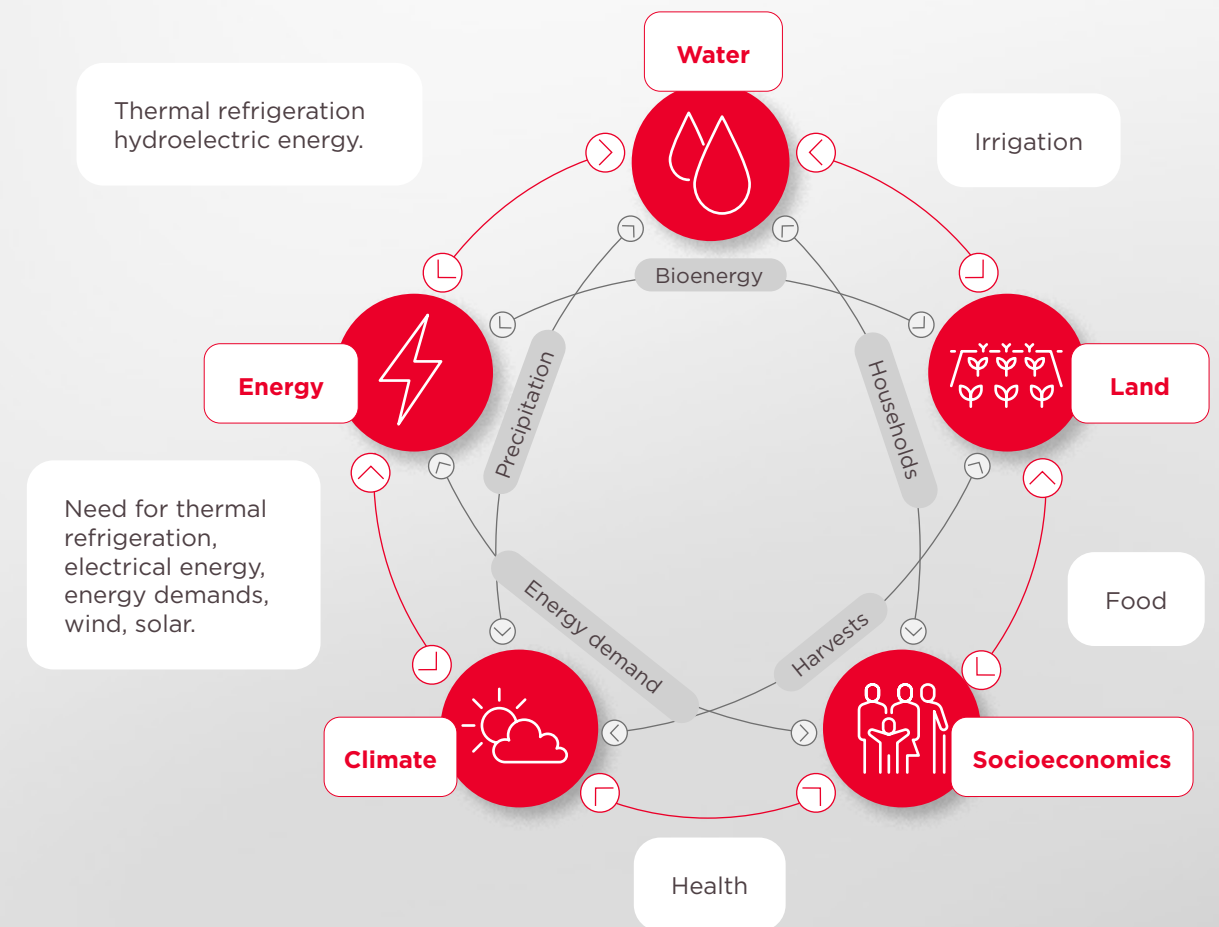 Water
Thermal refrigeration
hydroelectric energy.
Irrigation
Bioenergy
Energy
Precipitation
Households
Land
Need for thermal
refrigeration,
electrical energy,
energy demands,
wind, solar.
Energy demand
Harvests
Food
Climate
Socioeconomics
Health